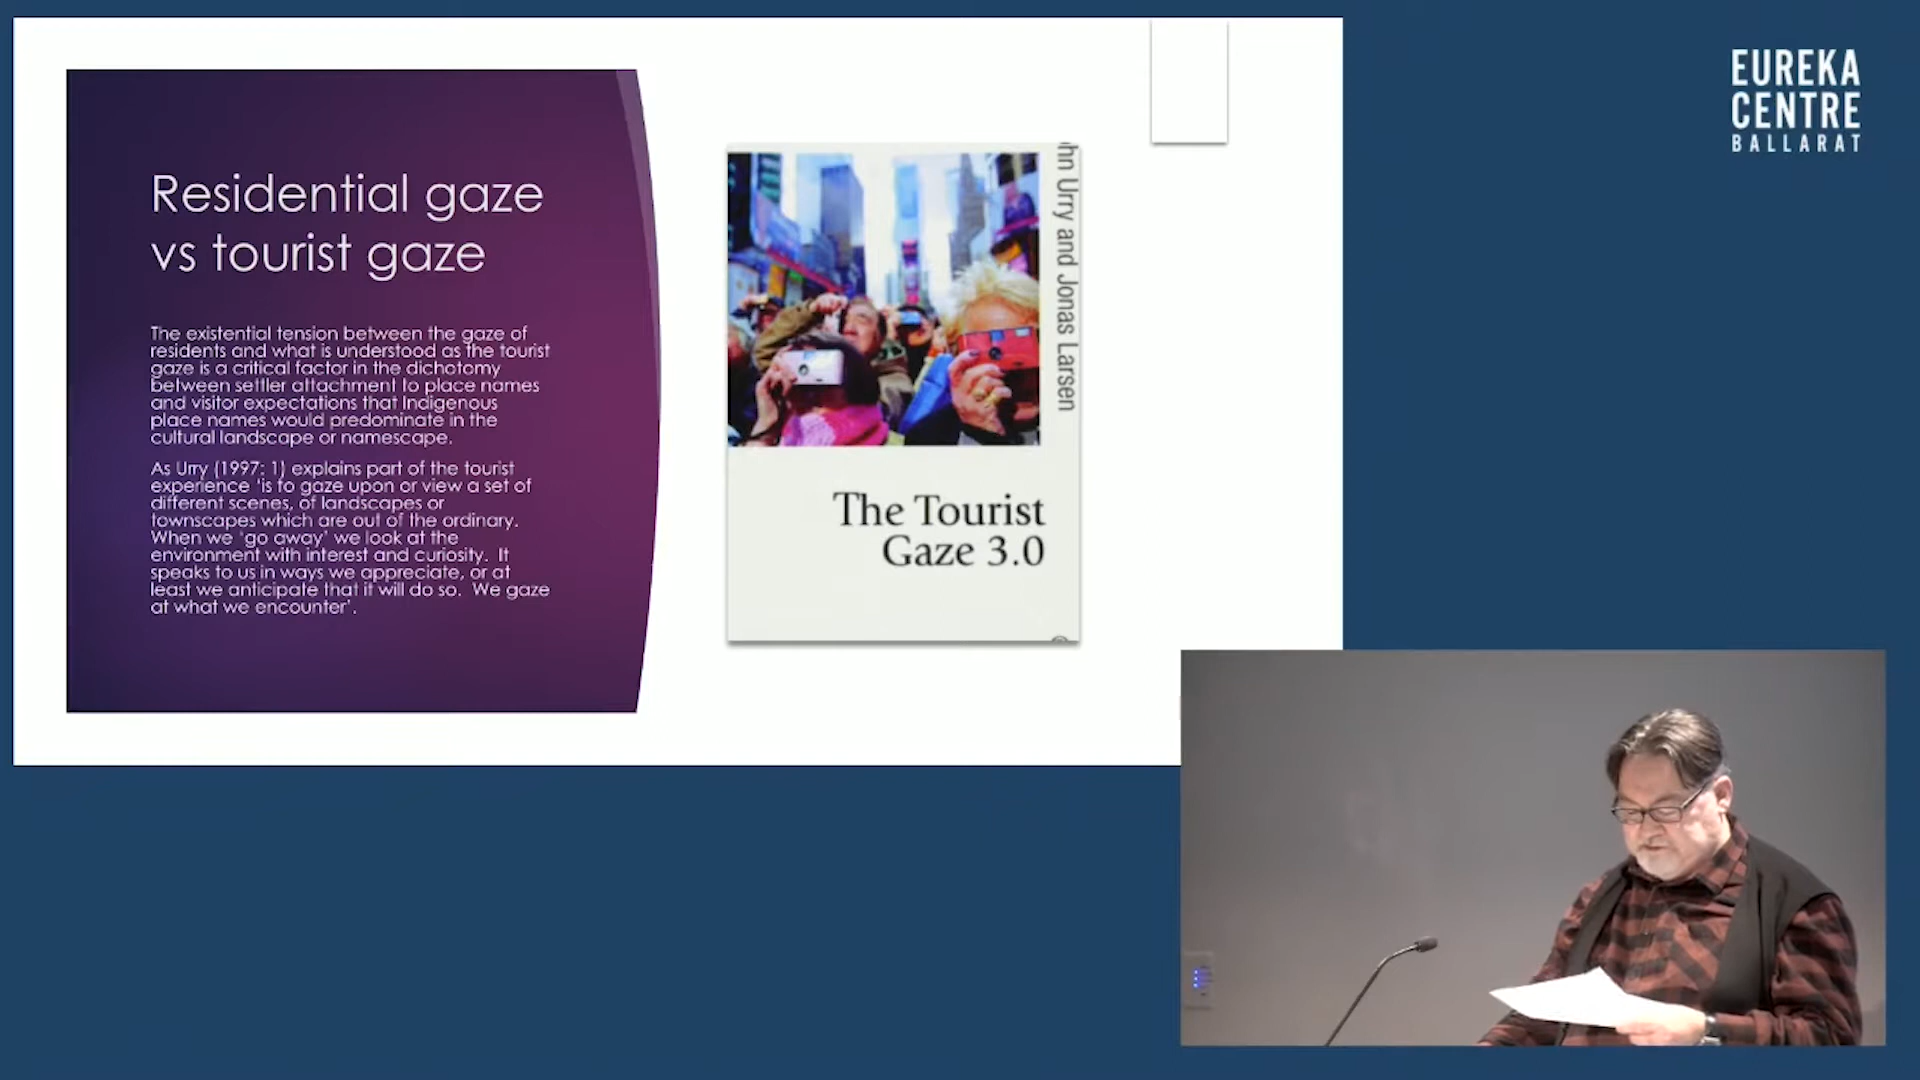 Residential gaze
vs tourist gaze
The existential tension between the gaze of
residents and what is understood as the tourist
gaze is a critical factor in the dichotomy
between settler attachment to place names
and visitor expectations that Indigenous
place names would predominate in the
cultural landscape or namescape.
As Urry (1997: 1) explains part of the tourist
experience ‘is to gaze upon or view a set of
different scenes, of landscapes or
townscapes which are out of the ordinary.
When we ‘go away’ we look at the
environment with interest and curiosity. It
speaks to us in ways we appreciate, or at
least we anticipate that it will do so. We gaze
at what we encounter’.
hn Urry and Jonas Larsen
The Tourist
Gaze 3.0
EUREKA
CENTRE
BALLARAT